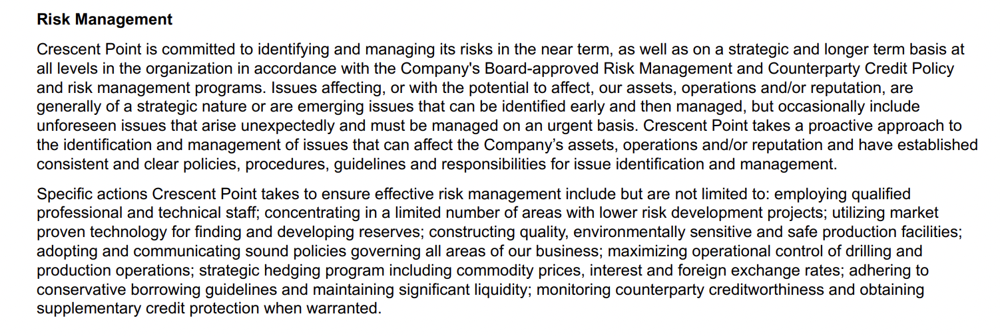 Risk Management
Crescent Point is committed to identifying and managing its risks in the near term, as well as on a strategic and longer term basis at
all levels in the organization in accordance with the Company's Board-approved Risk Management and Counterparty Credit Policy
and risk management programs. Issues affecting, or with the potential to affect, our assets, operations and/or reputation, are
generally of a strategic nature or are emerging issues that can be identified early and then managed, but occasionally include
unforeseen issues that arise unexpectedly and must be managed on an urgent basis. Crescent Point takes a proactive approach to
the identification and management of issues that can affect the Company’s assets, operations and/or reputation and have established
consistent and clear policies, procedures, guidelines and responsibilities for issue identification and management.
Specific actions Crescent Point takes to ensure effective risk management include but are not limited to: employing qualified
professional and technical staff; concentrating in a limited number of areas with lower risk development projects; utilizing market
proven technology for finding and developing reserves; constructing quality, environmentally sensitive and safe production facilities;
adopting and communicating sound policies governing all areas of our business; maximizing operational control of drilling and
production operations; strategic hedging program including commodity prices, interest and foreign exchange rates; adhering to
conservative borrowing guidelines and maintaining significant liquidity; monitoring counterparty creditworthiness and obtaining
supplementary credit protection when warranted.